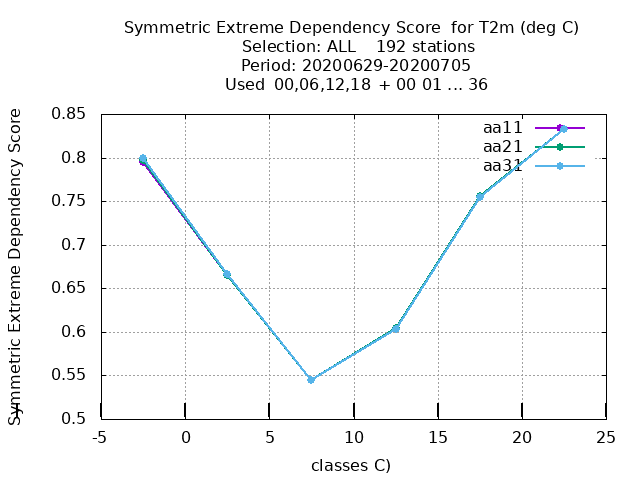 Symmetric Extreme Dependency Score for T2m (deg C)
Selection: ALL 192 stations
Period: 20200629-20200705
Used 00,06,12,18 + 00 01 ... 36
Symmetric Extreme Dependency Score
0.85
0.8
0.75
0.7
0.65
0.6
0.55
0.5
aa11
aa21
aa31
-5
0
5
10
15
20
25
classes C)